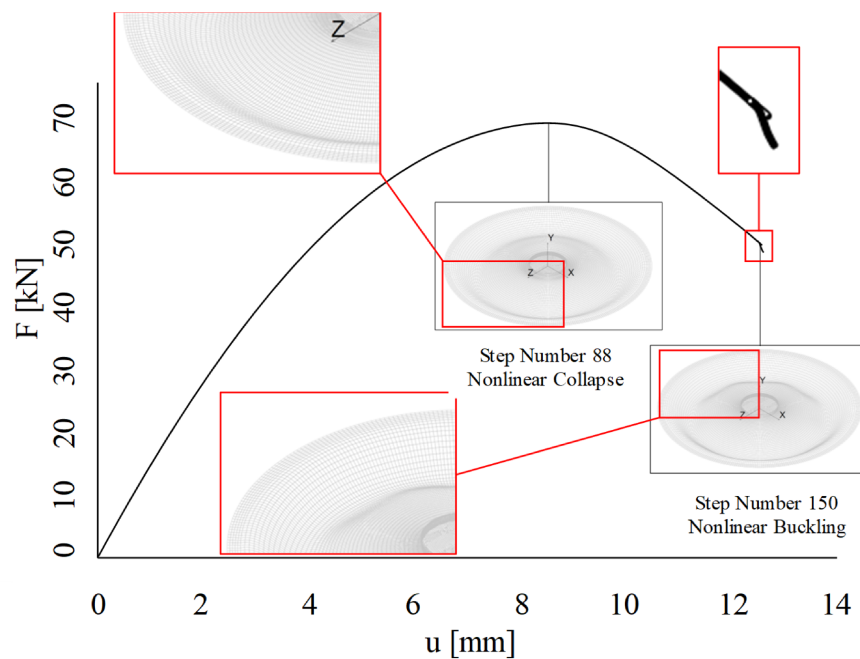 Z
70
60
50
40
30
20
10
0
F [kN]
Y
Z
X
Step Number 88
Nonlinear Collapse
Y
Z
X
Step Number 150
Nonlinear Buckling
0
2
4
6
8
10
12
14
u [mm]